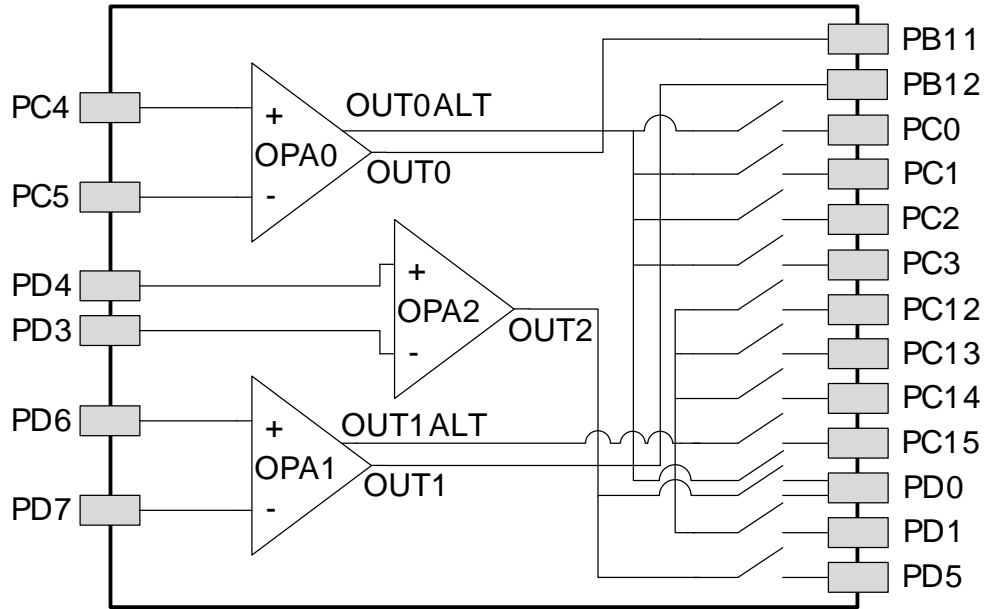 PB11
PC4
PB12
+
OUT0ALT
PC0
OPA0
OUT0
PC1
PC5
-
PC2
PC3
PD4
+
OPA2
PC12
PD3
OUT2
-
PC13
PC14
PD6
+
OUT1ALT
PC15
OPA1
OUT1
PD0
PD7
-
PD1
PD5